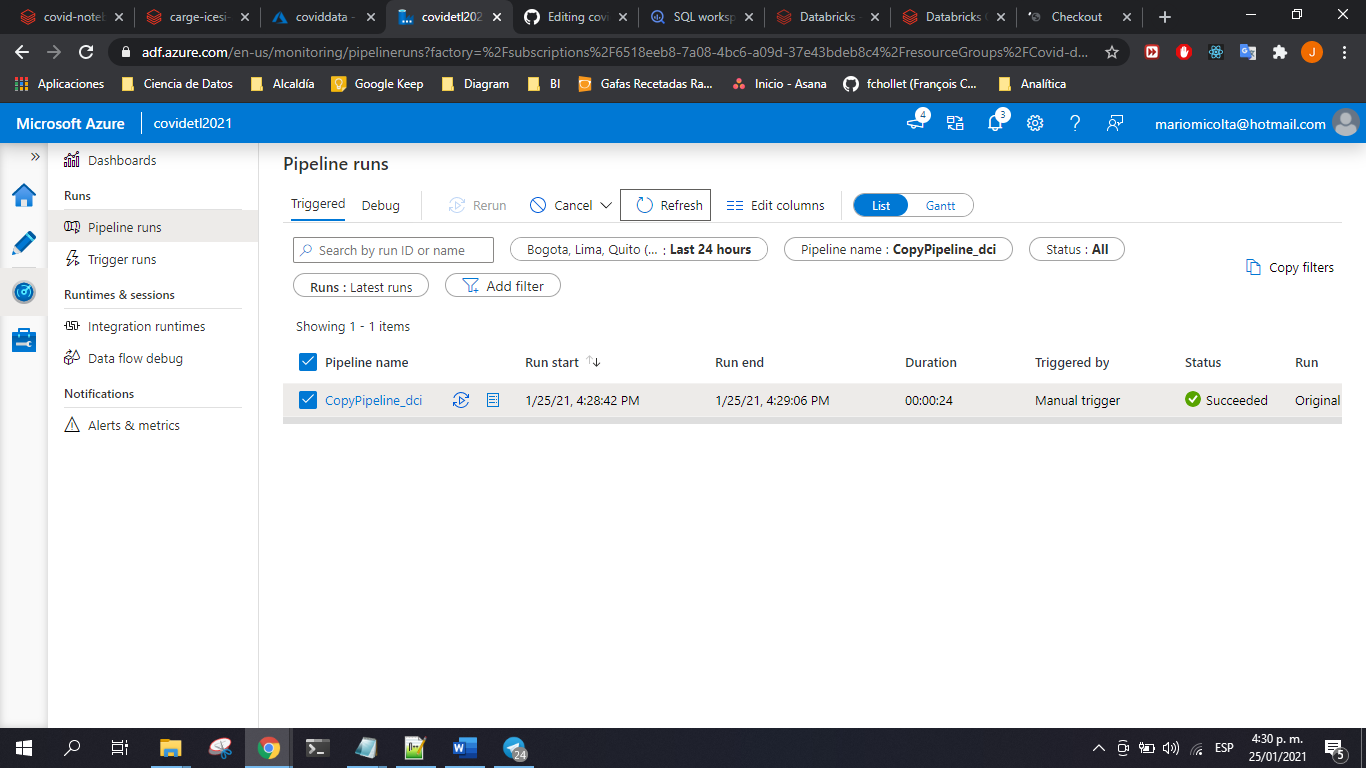 covid-noteb
carge-icesi-
coviddata -
covidetl202
Editing covi
SQL worksp
Databricks -
Databricks
Checkout
adf.azure.com/en-us/monitoring/pipelineruns?factory=%2Fsubscriptions%2F6518eeb8-7a08-4bc6-a09d-37e43bdeb8c4%2FresourceGroups%2FCovid-d...
J
Aplicaciones
Ciencia de Datos
Alcaldía
Google Keep
Diagram
BI
Gafas Recetadas Ra...
Inicio - Asana
fchollet (François C...
Analítica
Microsoft Azure
covidetl2021
4
3
mariomicolta@hotmail.com
Dashboards
Runs
Pipeline runs
Trigger runs
Runtimes & sessions
Integration runtimes
Data flow debug
Notifications
Alerts & metrics
Pipeline runs
Triggered Debug Rerun Cancel Refresh Edit columns List Gantt
Search by run ID or name
Bogota, Lima, Quito (... : Last 24 hours
Pipeline name : CopyPipeline_dci
Status : All
Runs : Latest runs
Add filter
Copy filters
Showing 1 - 1 items
Pipeline name Run start Run end Duration Triggered by Status Run
CopyPipeline_dci 1/25/21, 4:28:42 PM 1/25/21, 4:29:06 PM 00:00:24 Manual trigger Succeeded Original
24
ESP
4:30 p. m.
25/01/2021
5